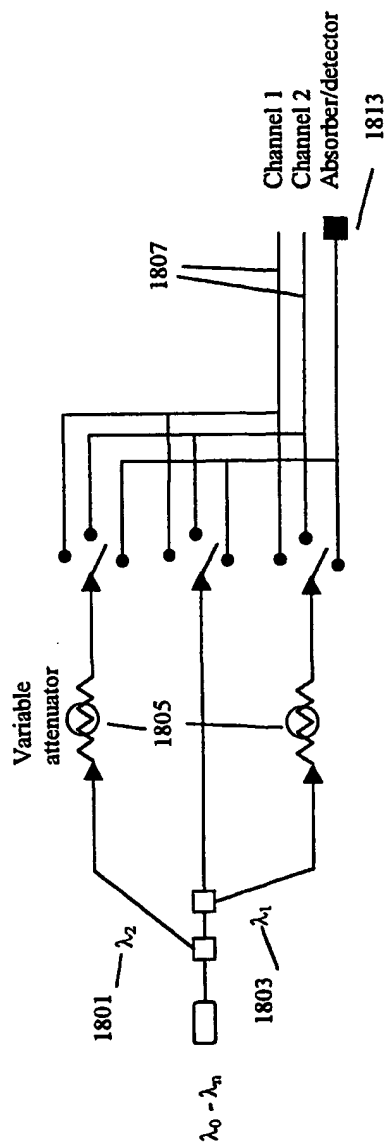 Variable
attenuator
1805
1807
Channel 1
Channel 2
Absorber/detector
1813
1801
λ₂
λ₀ - λₙ
λ₁
1803